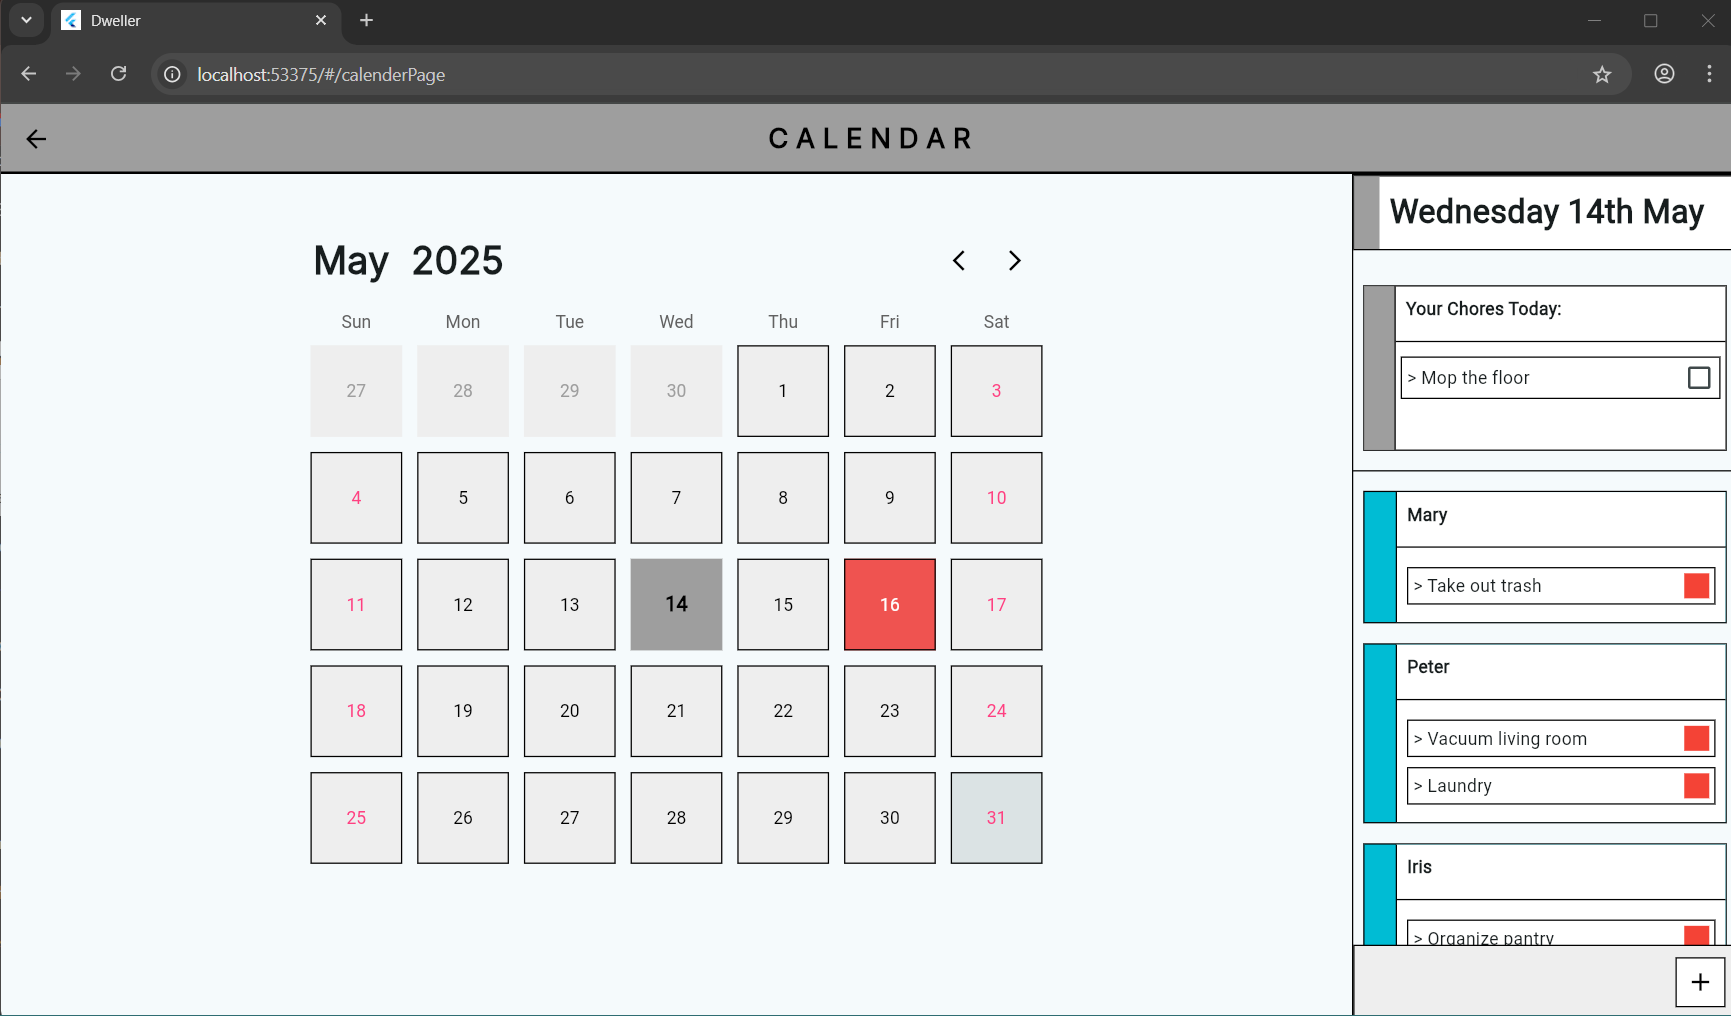 Dweller
localhost:53375/#/calenderPage
CALENDAR
May 2025
Sun Mon Tue Wed Thu Fri Sat
27 28 29 30 1 2 3
4 5 6 7 8 9 10
11 12 13 14 15 16 17
18 19 20 21 22 23 24
25 26 27 28 29 30 31
Wednesday 14th May
Your Chores Today:
> Mop the floor
Mary
> Take out trash
Peter
> Vacuum living room
> Laundry
Iris
> Organize pantry